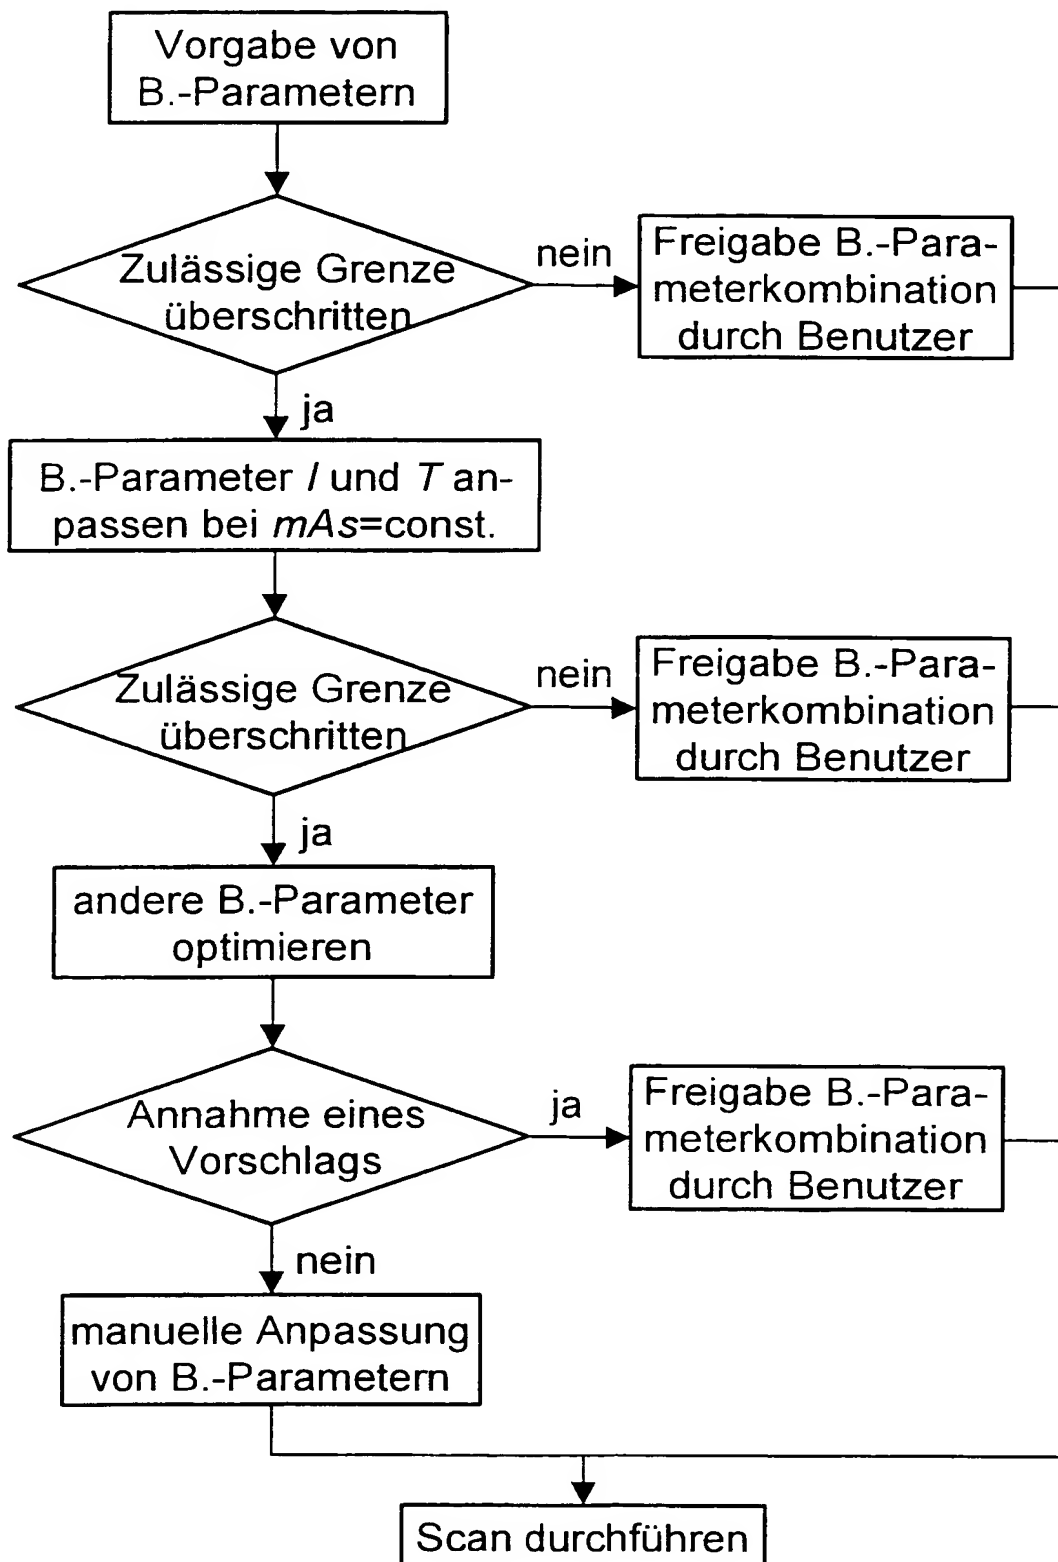 Vorgabe von
B.-Parametern
Zulässige Grenze
überschritten
nein
Freigabe B.-Para-
meterkombination
durch Benutzer
ja
B.-Parameter I und T an-
passen bei mAs=const.
Zulässige Grenze
überschritten
nein
Freigabe B.-Para-
meterkombination
durch Benutzer
ja
andere B.-Parameter
optimieren
Annahme eines
Vorschlags
ja
Freigabe B.-Para-
meterkombination
durch Benutzer
nein
manuelle Anpassung
von B.-Parametern
Scan durchführen